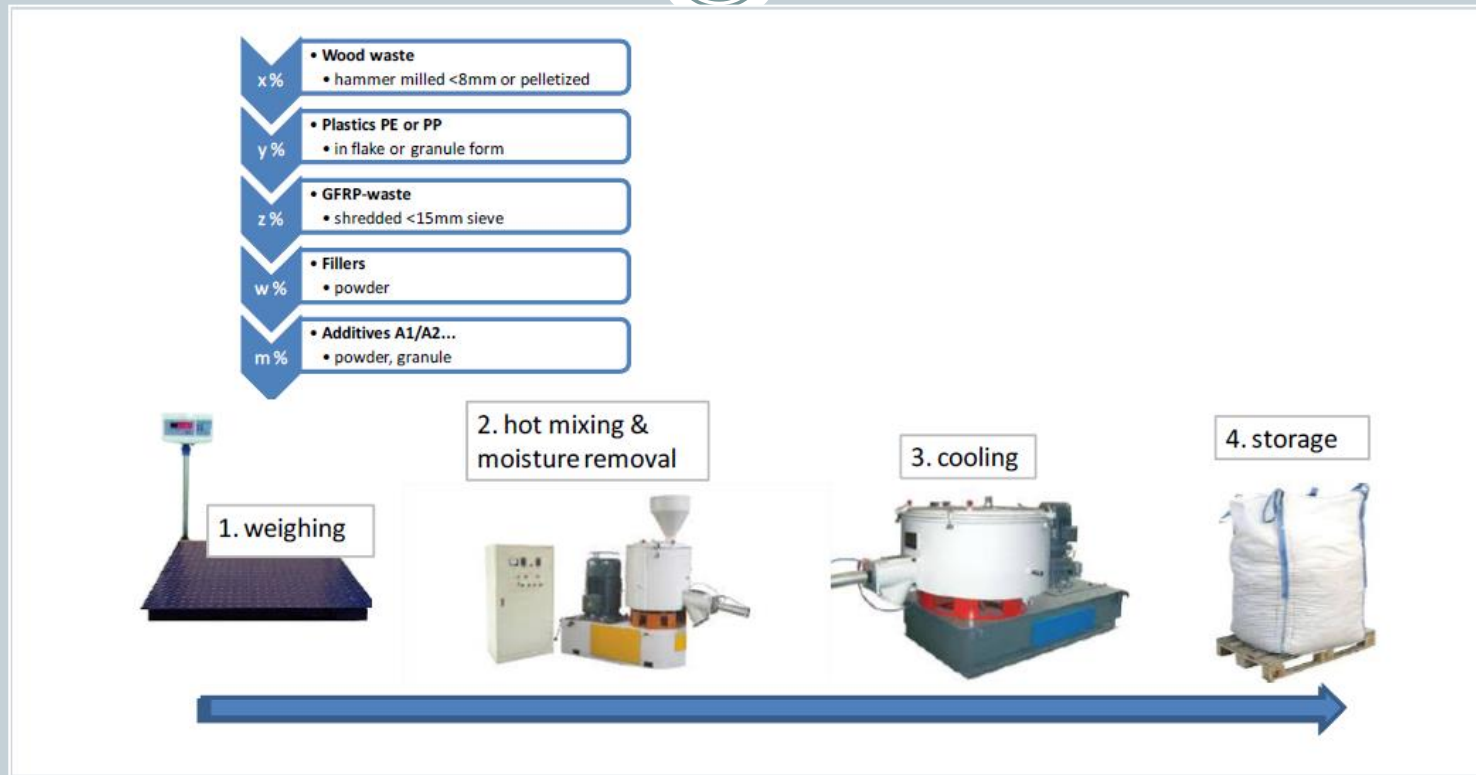 x %
• Wood waste
• hammer milled <8mm or pelletized
y %
• Plastics PE or PP
• in flake or granule form
z %
• GFRP-waste
• shredded <15mm sieve
w %
• Fillers
• powder
m %
• Additives A1/A2...
• powder, granule
1. weighing
2. hot mixing &
moisture removal
3. cooling
4. storage